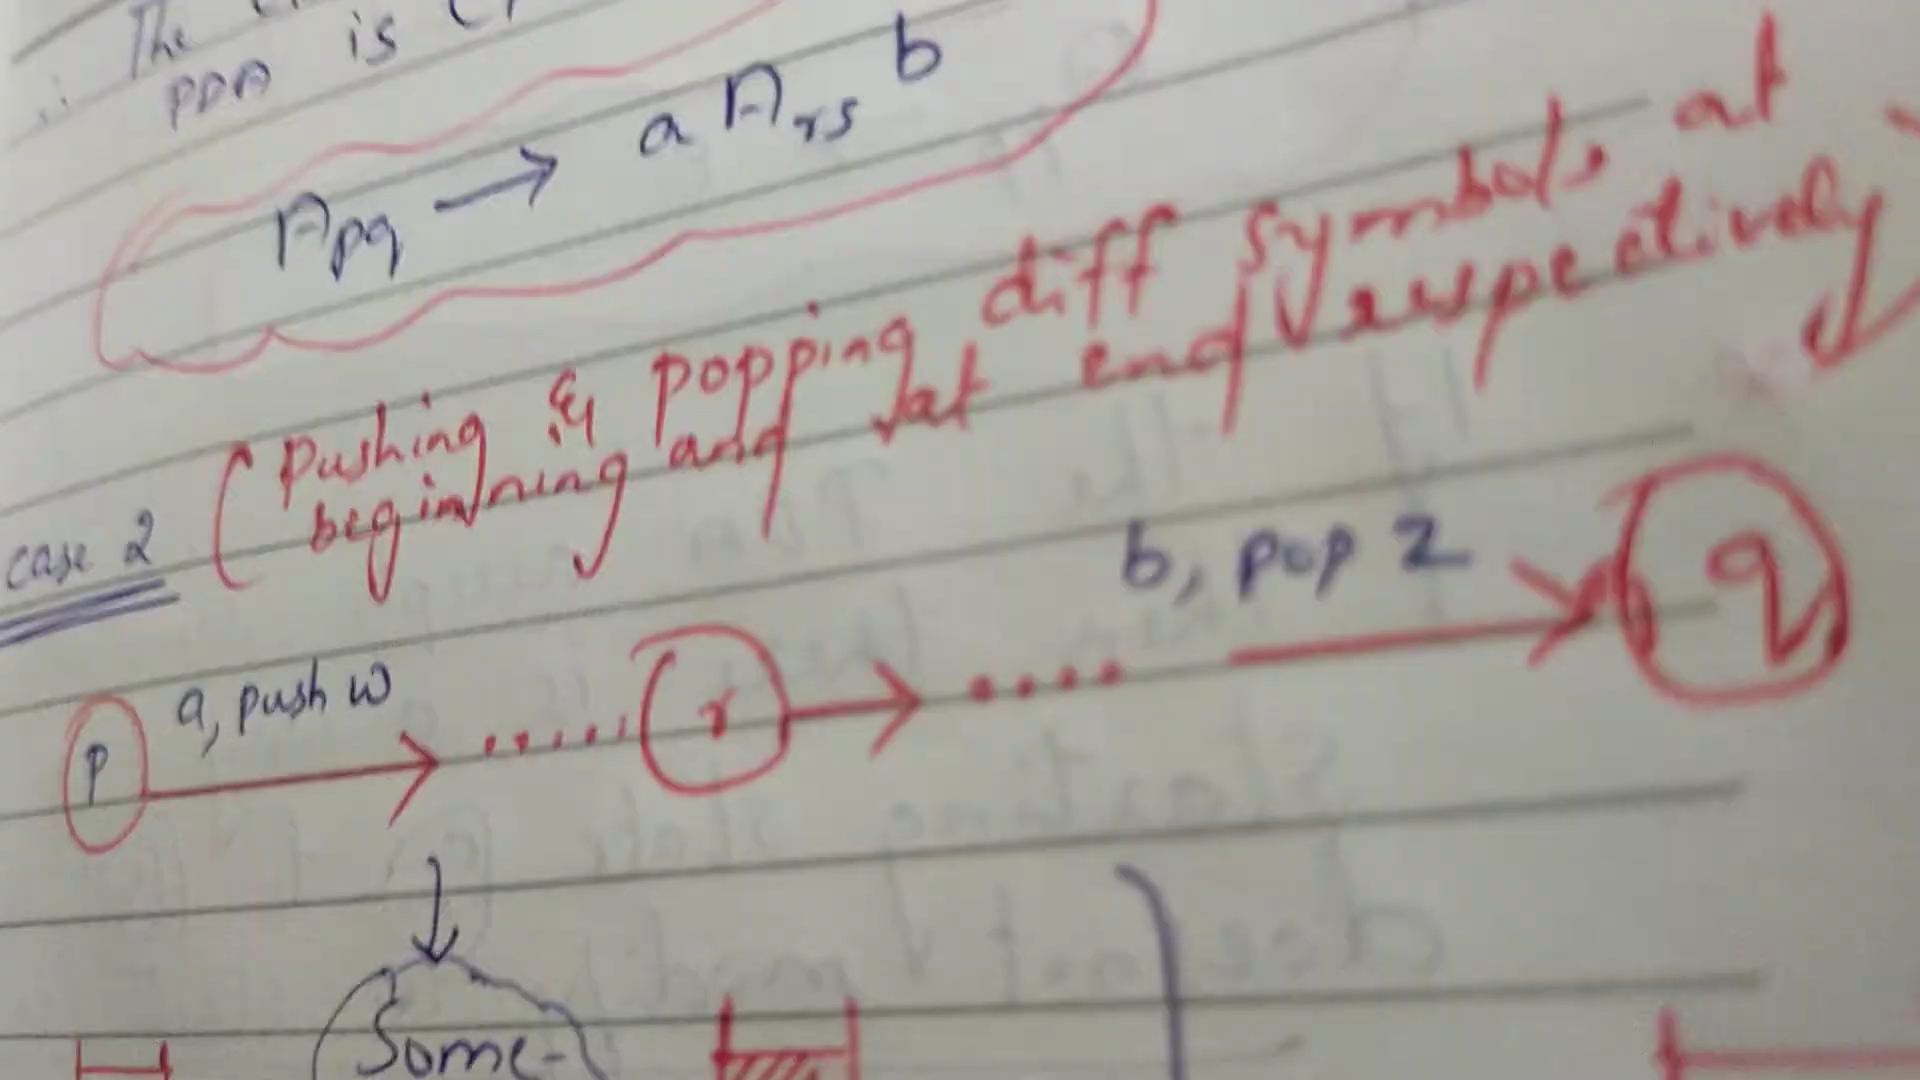 ∴ The
PDA is
Apq → a Ars b
case 2 (Pushing & popping diff symbols at
beginning and at end respectively
a, push w
b, pop z
p
r
q
Some-